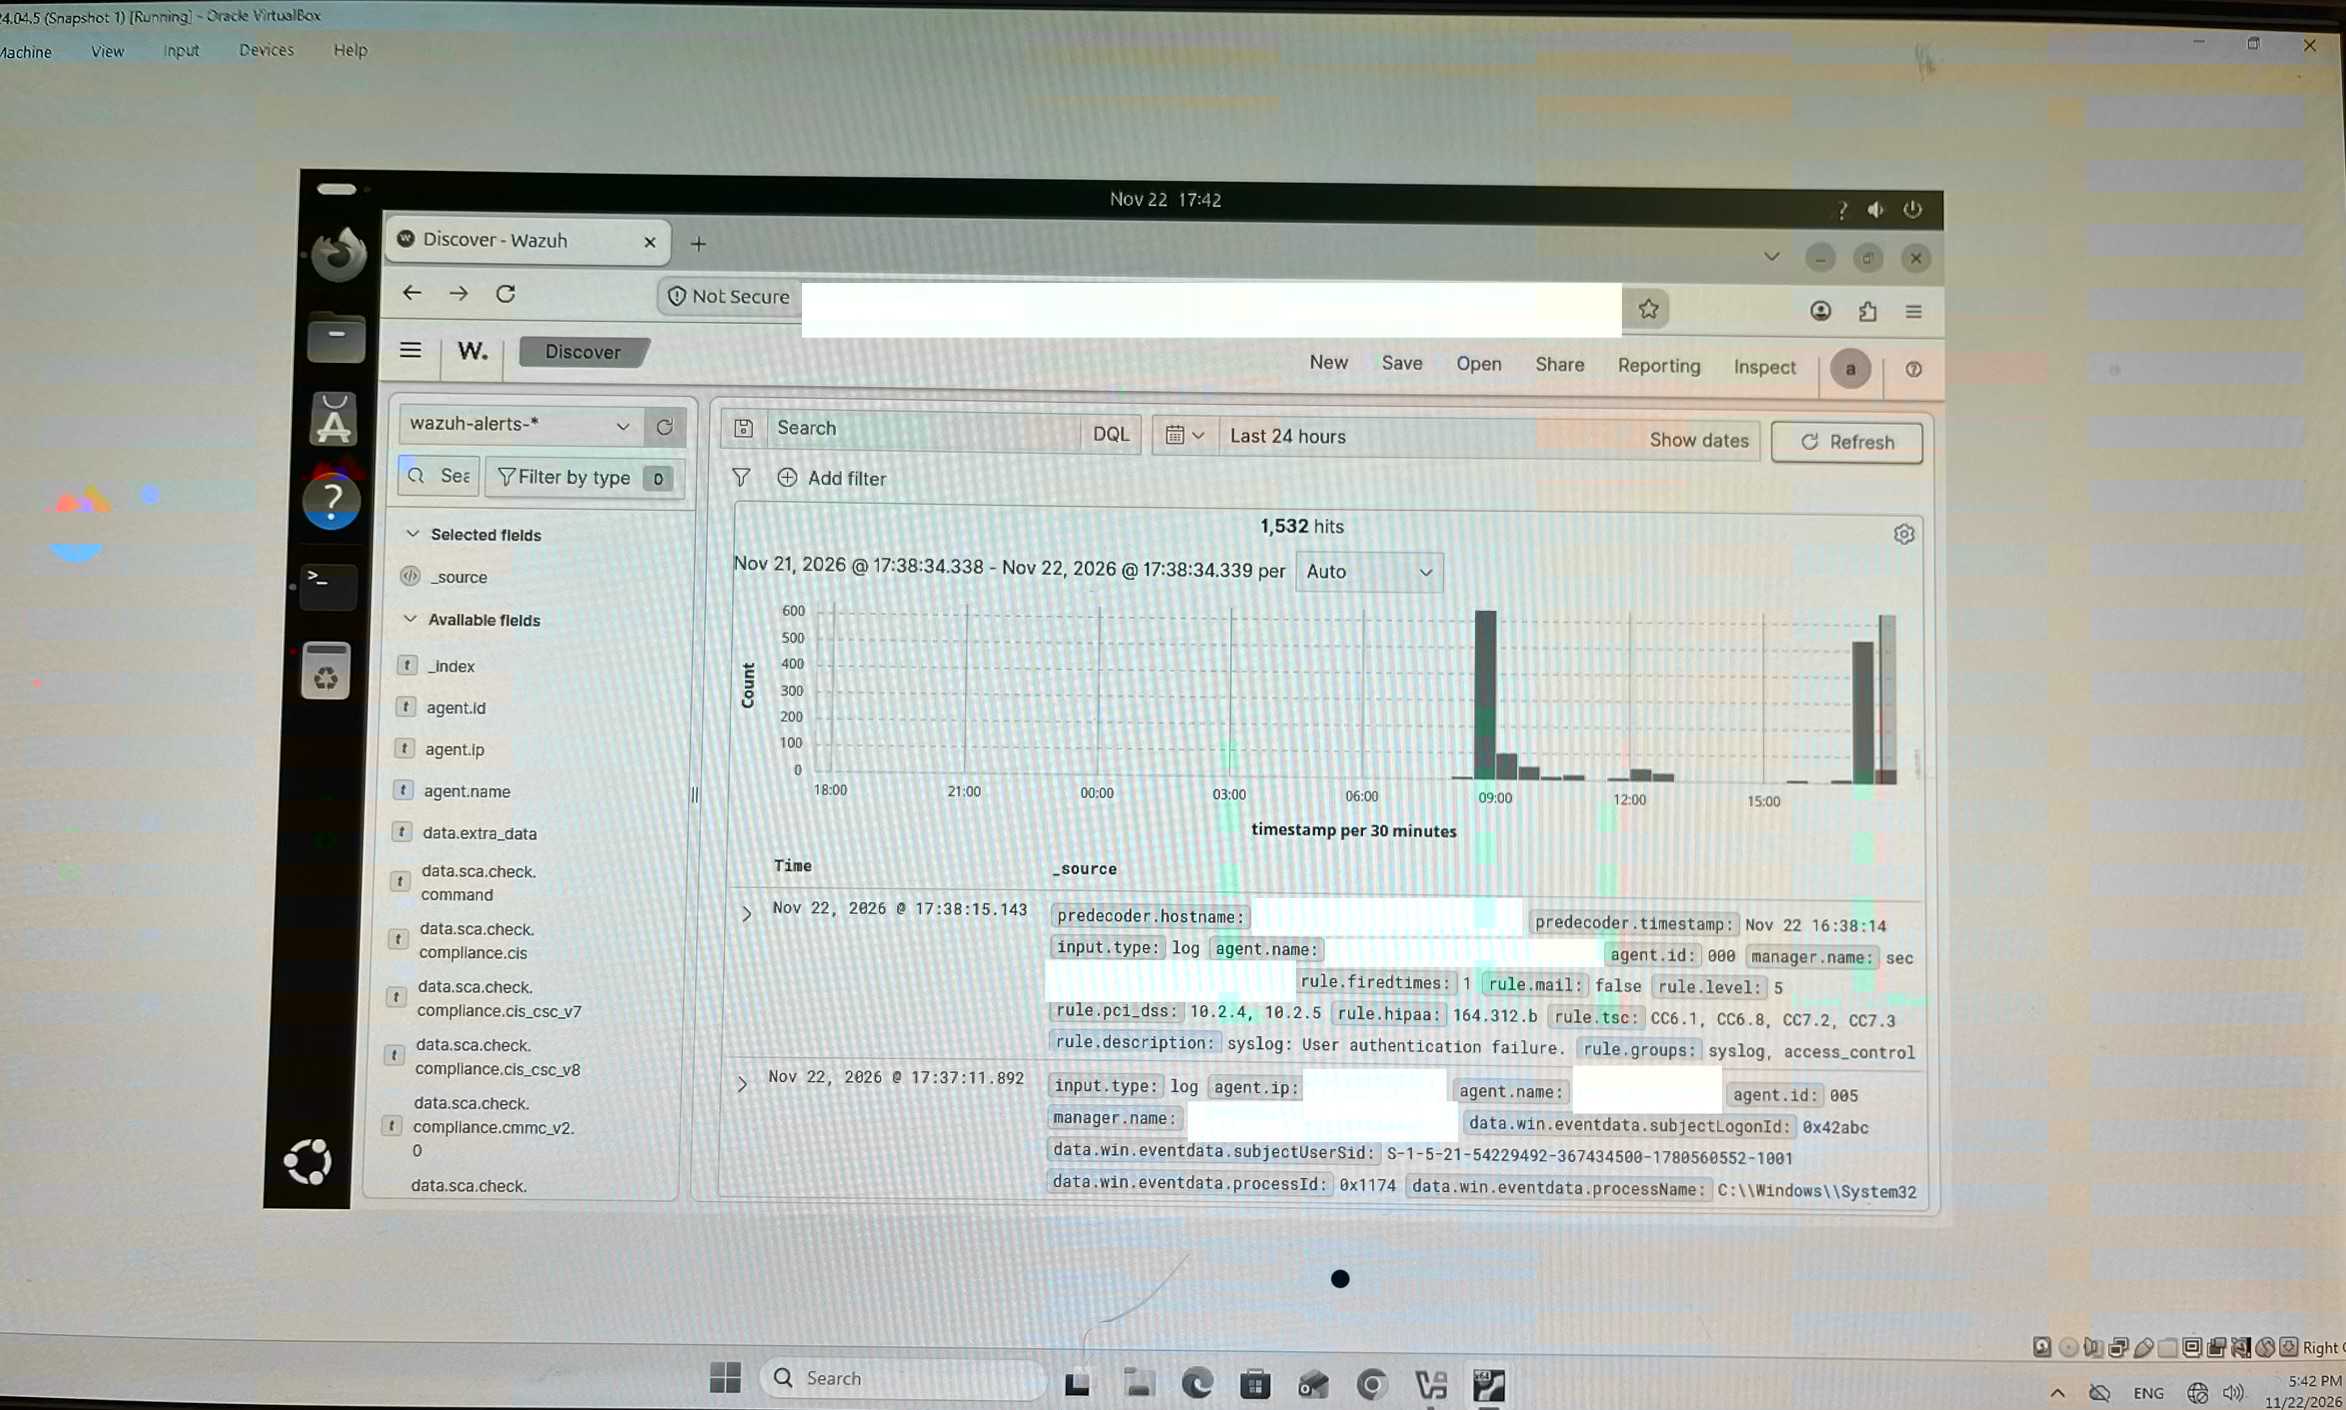 24.04.5 (Snapshot 1) [Running] - Oracle VirtualBox
Machine View Input Devices Help
Nov 22 17:42
Discover - Wazuh
Not Secure
W. Discover New Save Open Share Reporting Inspect a
wazuh-alerts-*
Search DQL Last 24 hours Show dates Refresh
Sea Filter by type 0
Add filter
Selected fields
_source
Available fields
_index
agent.id
agent.ip
agent.name
data.extra_data
data.sca.check.
command
data.sca.check.
compliance.cis
data.sca.check.
compliance.cis_csc_v7
data.sca.check.
compliance.cis_csc_v8
data.sca.check.
compliance.cmmc_v2.
0
data.sca.check.
1,532 hits
Nov 21, 2026 @ 17:38:34.338 - Nov 22, 2026 @ 17:38:34.339 per Auto
Count
600
500
400
300
200
100
0
18:00 21:00 00:00 03:00 06:00 09:00 12:00 15:00
timestamp per 30 minutes
Time _source
Nov 22, 2026 @ 17:38:15.143
predecoder.hostname: predecoder.timestamp: Nov 22 16:38:14
input.type: log agent.name: agent.id: 000 manager.name: sec
rule.firedtimes: 1 rule.mail: false rule.level: 5
rule.pci_dss: 10.2.4, 10.2.5 rule.hipaa: 164.312.b rule.tsc: CC6.1, CC6.8, CC7.2, CC7.3
rule.description: syslog: User authentication failure. rule.groups: syslog, access_control
Nov 22, 2026 @ 17:37:11.892
input.type: log agent.ip: agent.name: agent.id: 005
manager.name: data.win.eventdata.subjectLogonId: 0x42abc
data.win.eventdata.subjectUserSid: S-1-5-21-54229492-367434500-1780560552-1001
data.win.eventdata.processId: 0x1174 data.win.eventdata.processName: C:\\Windows\\System32
Right
Search
ENG
5:42 PM
11/22/2026